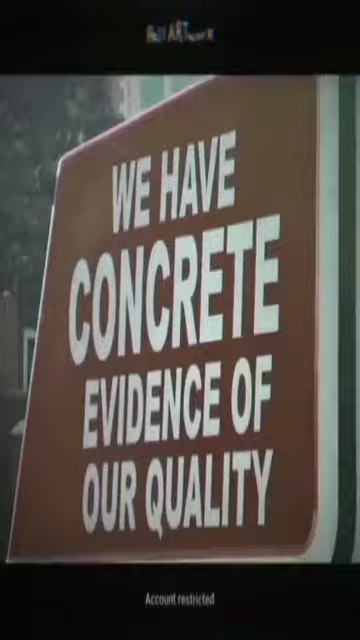 WE HAVE
CONCRETE
EVIDENCE OF
OUR QUALITY
Account restricted